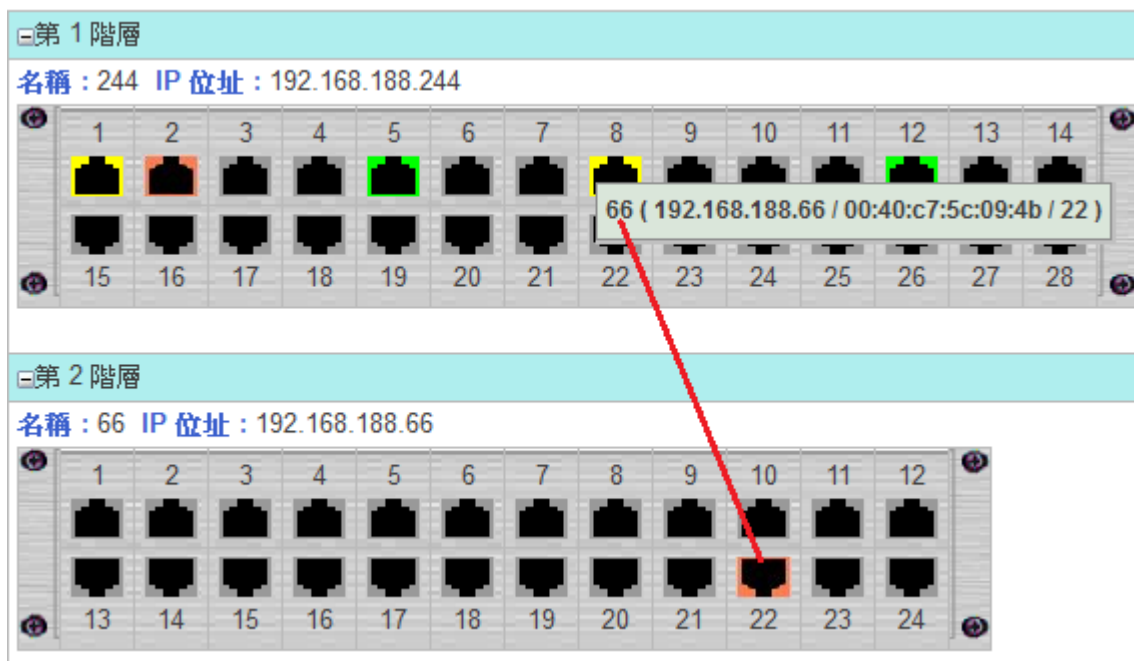 第 1 階層
名稱：244 IP 位址：192.168.188.244
1 2 3 4 5 6 7 8 9 10 11 12 13 14
66 ( 192.168.188.66 / 00:40:c7:5c:09:4b / 22 )
15 16 17 18 19 20 21 22 23 24 25 26 27 28
第 2 階層
名稱：66 IP 位址：192.168.188.66
1 2 3 4 5 6 7 8 9 10 11 12
13 14 15 16 17 18 19 20 21 22 23 24